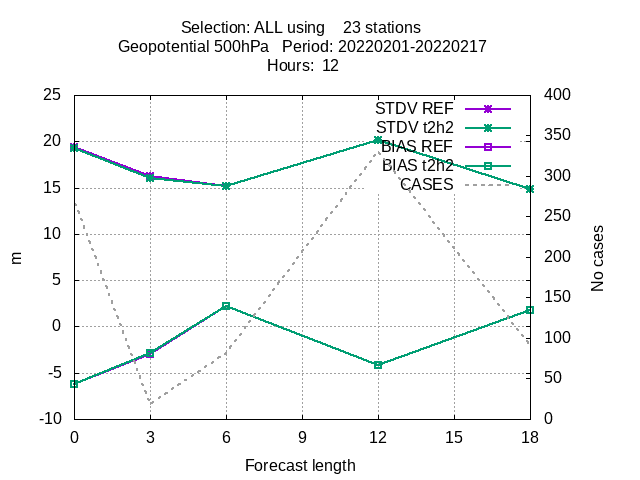 Selection: ALL using 23 stations
Geopotential 500hPa Period: 20220201-20220217
Hours: 12
25
20
15
10
5
0
-5
-10
m
400
350
300
250
200
150
100
50
0
No cases
STDV REF
STDV t2h2
BIAS REF
BIAS t2h2
CASES
0 3 6 9 12 15 18
Forecast length